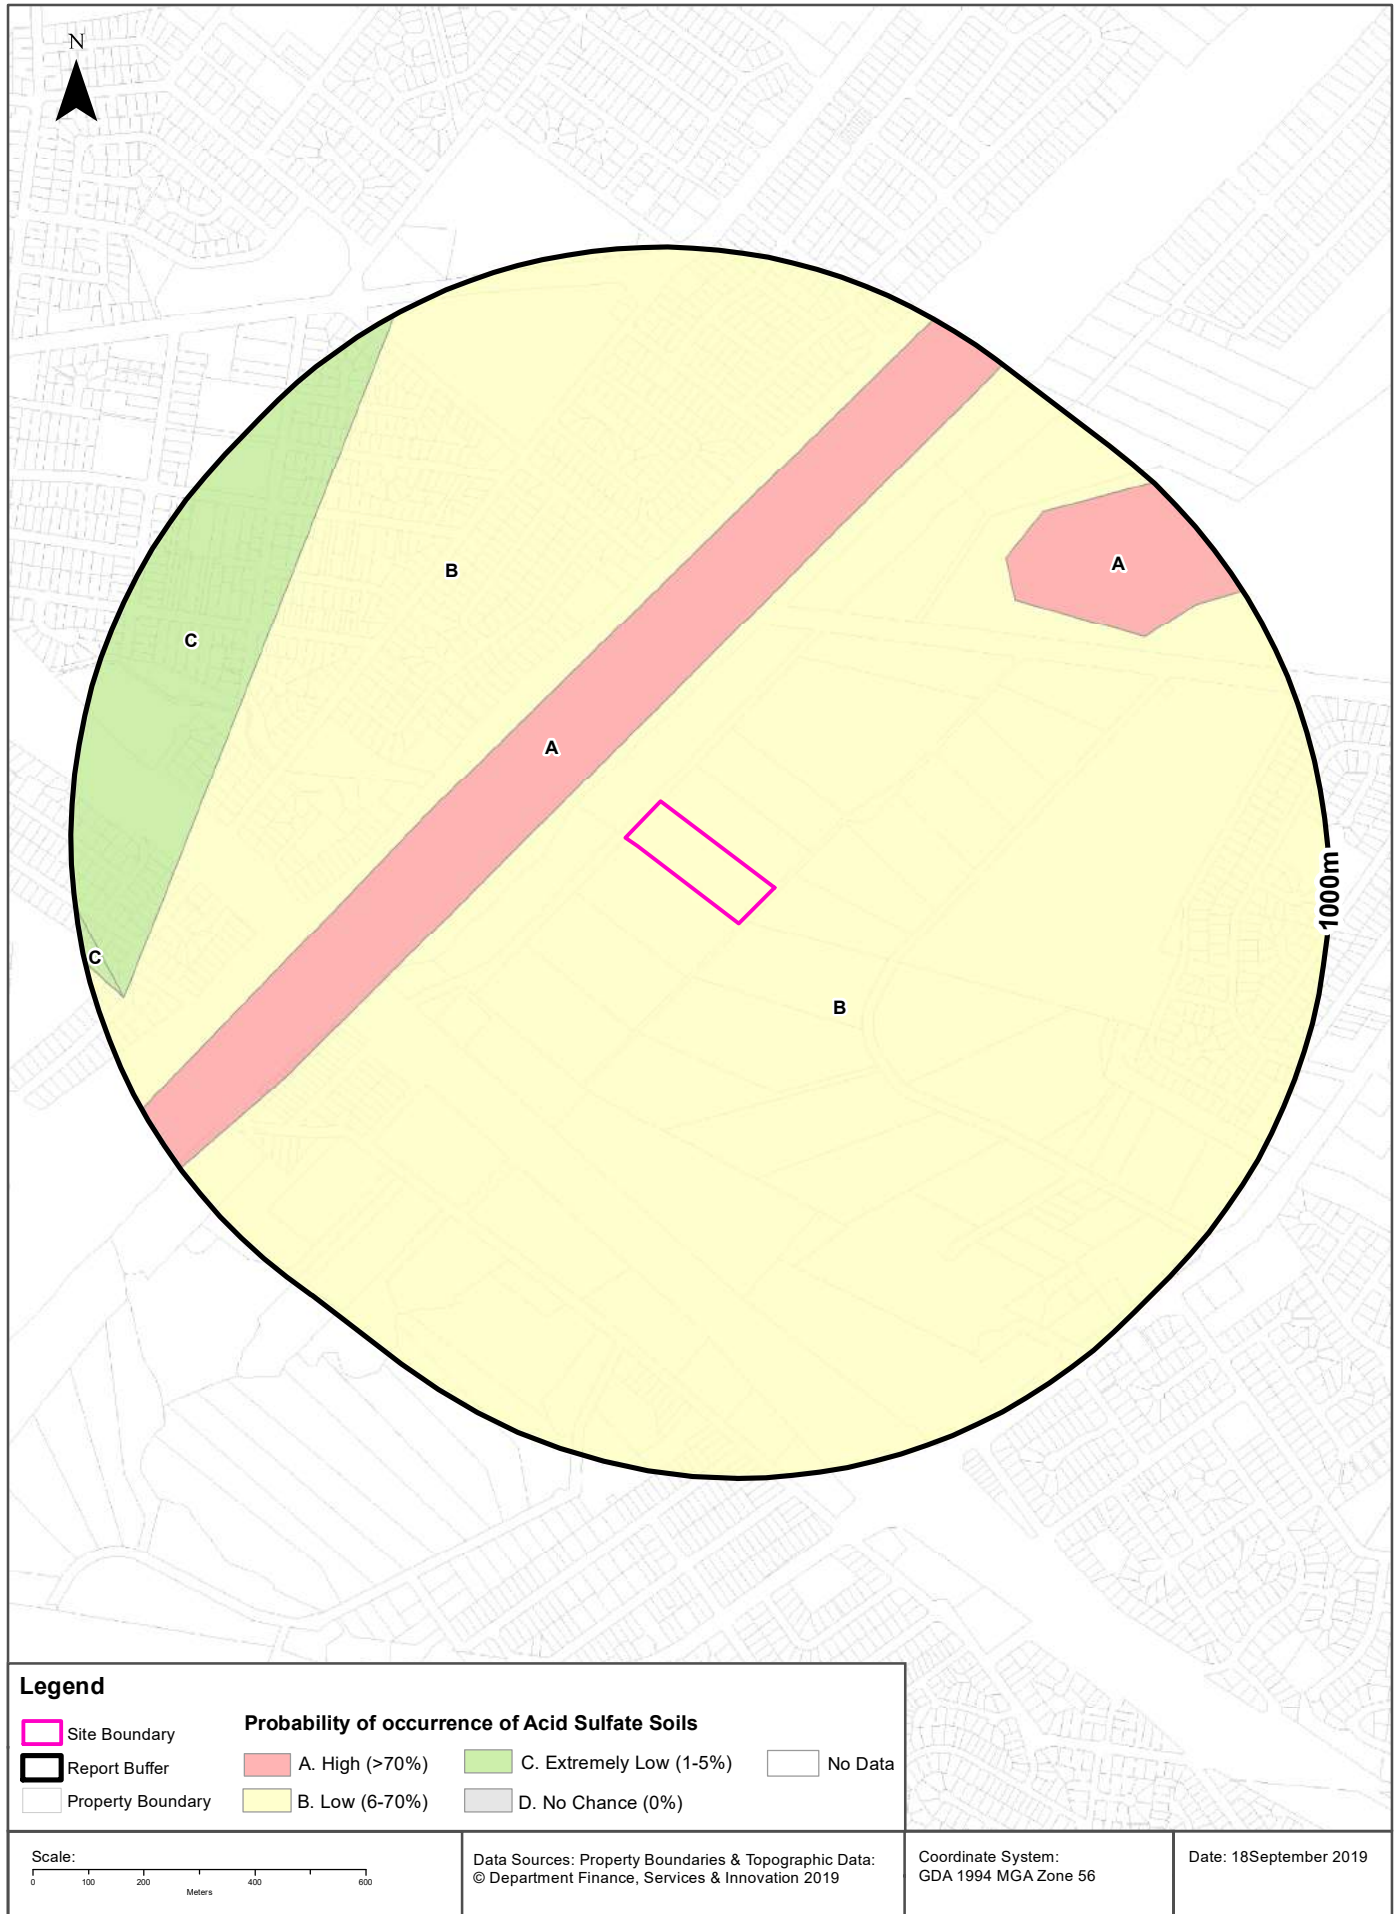 N
A
B
C
A
C
1000m
B
Legend
Site Boundary
Report Buffer
Property Boundary
Probability of occurrence of Acid Sulfate Soils
A. High (>70%)
B. Low (6-70%)
C. Extremely Low (1-5%)
D. No Chance (0%)
No Data
Scale:
0 100 200 400 600
Meters
Data Sources: Property Boundaries & Topographic Data:
© Department Finance, Services & Innovation 2019
Coordinate System:
GDA 1994 MGA Zone 56
Date: 18September 2019